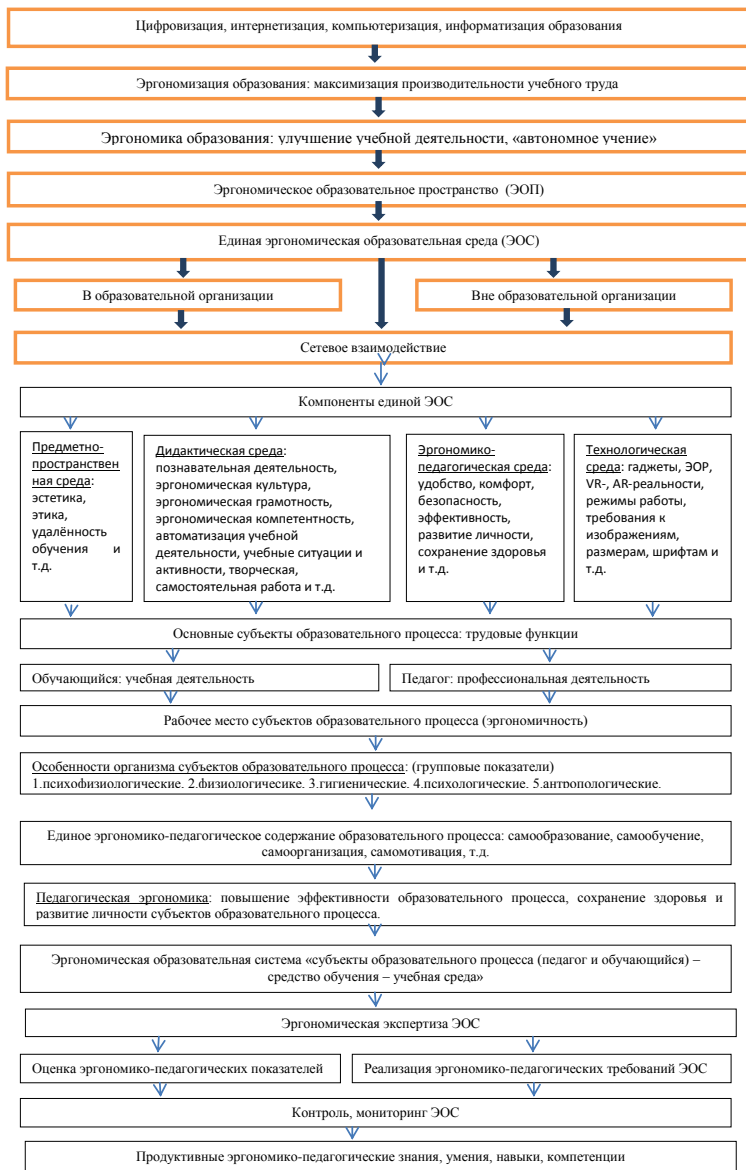 Цифровизация, интернетизация, компьютеризация, информатизация образования
Эргономизация образования: максимизация производительности учебного труда
Эргономика образования: улучшение учебной деятельности, «автономное учение»
Эргономическое образовательное пространство (ЭОП)
Единая эргономическая образовательная среда (ЭОС)
В образовательной организации
Вне образовательной организации
Сетевое взаимодействие
Компоненты единой ЭОС
Предметно-
пространствен
ная среда:
эстетика,
этика,
удалённость
обучения и
т.д.
Дидактическая среда:
познавательная деятельность,
эргономическая культура,
эргономическая грамотность,
эргономическая компетентность,
автоматизация учебной
деятельности, учебные ситуации и
активности, творческая,
самостоятельная работа и т.д.
Эргономико-
педагогическая среда:
удобство, комфорт,
безопасность,
эффективность,
развитие личности,
сохранение здоровья
и т.д.
Технологическая
среда: гаджеты, ЭОР,
VR-, AR-реальности,
режимы работы,
требования к
изображениям,
размерам, шрифтам и
т.д.
Основные субъекты образовательного процесса: трудовые функции
Обучающийся: учебная деятельность
Педагог: профессиональная деятельность
Рабочее место субъектов образовательного процесса (эргономичность)
Особенности организма субъектов образовательного процесса: (групповые показатели)
1.психофизиологические. 2.физиологичесике. 3.гигиенические. 4.психологические. 5.антропологические.
Единое эргономико-педагогическое содержание образовательного процесса: самообразование, самообучение,
самоорганизация, самомотивация, т.д.
Педагогическая эргономика: повышение эффективности образовательного процесса, сохранение здоровья и
развитие личности субъектов образовательного процесса.
Эргономическая образовательная система «субъекты образовательного процесса (педагог и обучающийся) –
средство обучения – учебная среда»
Эргономическая экспертиза ЭОС
Оценка эргономико-педагогических показателей
Реализация эргономико-педагогических требований ЭОС
Контроль, мониторинг ЭОС
Продуктивные эргономико-педагогические знания, умения, навыки, компетенции